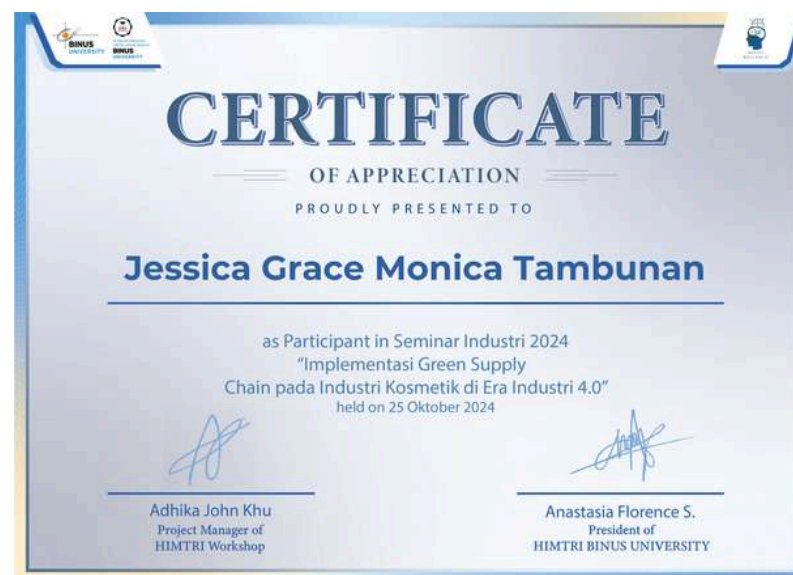 BINUS
UNIVERSITY
BINUS
UNIVERSITY
CERTIFICATE
OF APPRECIATION
PROUDLY PRESENTED TO
Jessica Grace Monica Tambunan
as Participant in Seminar Industri 2024
“Implementasi Green Supply
Chain pada Industri Kosmetik di Era Industri 4.0”
held on 25 Oktober 2024
Adhika John Khu
Project Manager of
HIMTRI Workshop
Anastasia Florence S.
President of
HIMTRI BINUS UNIVERSITY